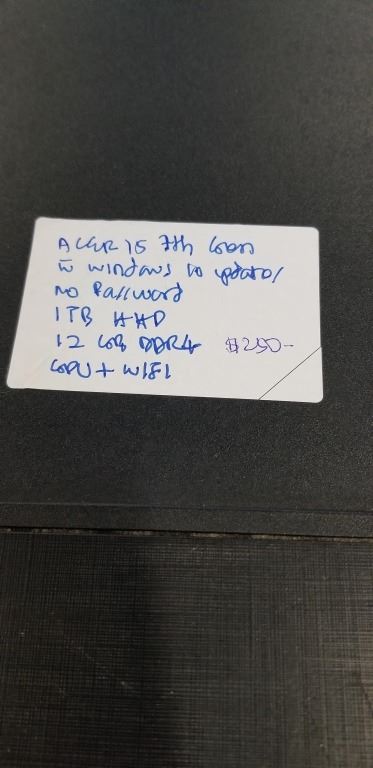 ACER i5 7th Gen
w̅ windows 10 updated/
no Password
1TB HHD
12 GB DDR4 $250-
GPU + WIFI